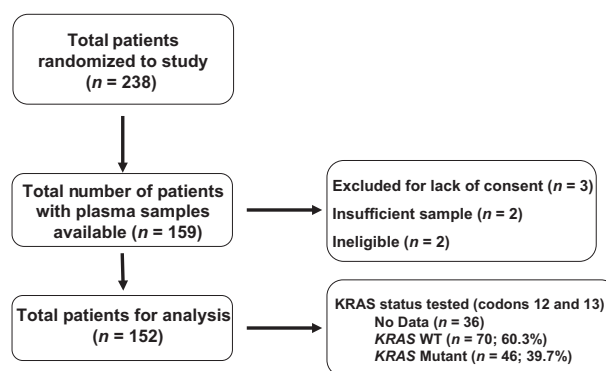 Total patients
randomized to study
(n = 238)
Total number of patients
with plasma samples
available (n = 159)
Excluded for lack of consent (n = 3)
Insufficient sample (n = 2)
Ineligible (n = 2)
Total patients for analysis
(n = 152)
KRAS status tested (codons 12 and 13)
No Data (n = 36)
KRAS WT (n = 70; 60.3%)
KRAS Mutant (n = 46; 39.7%)